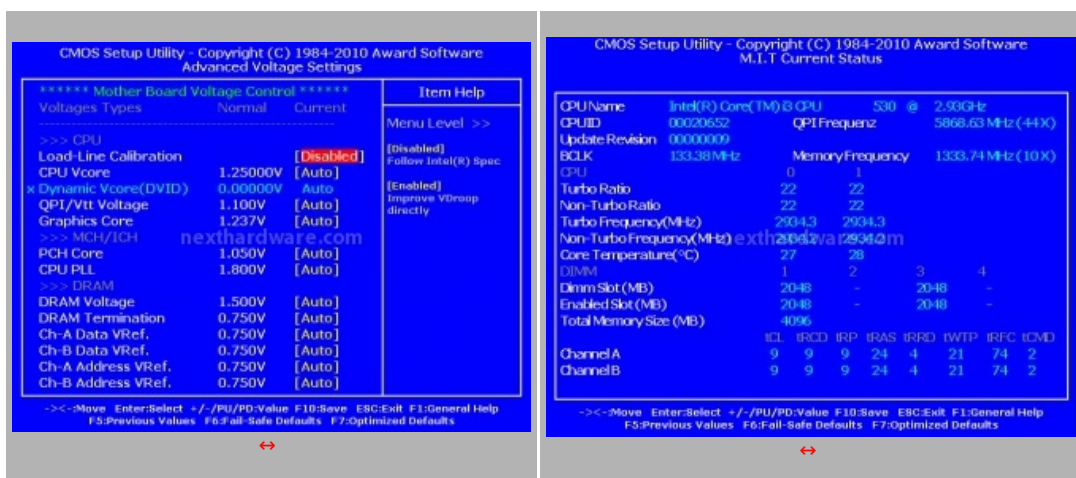 CMOS Setup Utility - Copyright (C) 1984-2010 Award Software
Advanced Voltage Settings
****** Mother Board Voltage Control ******
Voltages Types Normal Current
>>> CPU
Load-Line Calibration [Disabled]
CPU Vcore 1.25000V [Auto]
x Dynamic Vcore(DVID) 0.00000V Auto
QPI/Vtt Voltage 1.100V [Auto]
Graphics Core 1.237V [Auto]
>>> MCH/ICH
PCH Core 1.050V [Auto]
CPU PLL 1.800V [Auto]
>>> DRAM
DRAM Voltage 1.500V [Auto]
DRAM Termination 0.750V [Auto]
Ch-A Data VRef. 0.750V [Auto]
Ch-B Data VRef. 0.750V [Auto]
Ch-A Address VRef. 0.750V [Auto]
Ch-B Address VRef. 0.750V [Auto]
Item Help
Menu Level >>
[Disabled]
Follow Intel(R) Spec
[Enabled]
Improve VDroop
directly
nexthardware.com
-><-:Move Enter:Select +/-/PU/PD:Value F10:Save ESC:Exit F1:General Help
F5:Previous Values F6:Fail-Safe Defaults F7:Optimized Defaults
CMOS Setup Utility - Copyright (C) 1984-2010 Award Software
M.I.T Current Status
CPU Name Intel(R) Core(TM) i3 CPU 530 @ 2.93GHz
CPUID 00020652 QPI Frequenz 5868.63 MHz (44X)
Update Revision 00000009
BCLK 133.38 MHz Memory Frequency 1333.74 MHz (10X)
CPU 0 1
Turbo Ratio 22 22
Non-Turbo Ratio 22 22
Turbo Frequency(MHz) 2934.3 2934.3
Non-Turbo Frequency(MHz)
Core Temperature(°C) 27 28
DIMM 1 2 3 4
Dimm Slot (MB) 2048 - 2048 -
Enabled Slot (MB) 2048 - 2048 -
Total Memory Size (MB) 4096
tCL tRCD tRP tRAS tRRD tWTP tRFC tCMD
Channel A 9 9 9 24 4 21 74 2
Channel B 9 9 9 24 4 21 74 2
-><-:Move Enter:Select +/-/PU/PD:Value F10:Save ESC:Exit F1:General Help
F5:Previous Values F6:Fail-Safe Defaults F7:Optimized Defaults